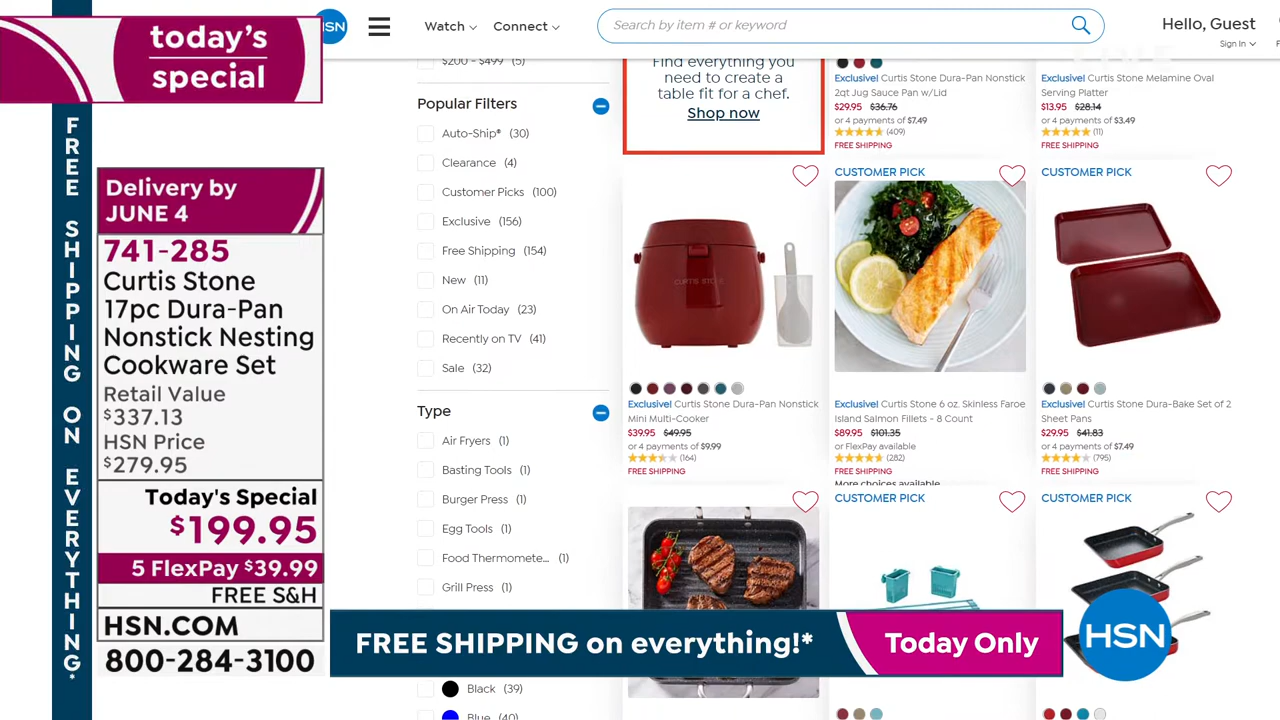 today's
special
FREE SHIPPING ON EVERYTHING*
Delivery by
JUNE 4
741-285
Curtis Stone
17pc Dura-Pan
Nonstick Nesting
Cookware Set
Retail Value
$337.13
HSN Price
$279.95
Today's Special
$199.95
5 FlexPay $39.99
FREE S&H
HSN.COM
800-284-3100
HSN
Watch
Connect
Search by item # or keyword
Hello, Guest
Sign In
$200 - $499 (5)
Popular Filters
Auto-Ship® (30)
Clearance (4)
Customer Picks (100)
Exclusive (156)
Free Shipping (154)
New (11)
On Air Today (23)
Recently on TV (41)
Sale (32)
Type
Air Fryers (1)
Basting Tools (1)
Burger Press (1)
Egg Tools (1)
Food Thermomete... (1)
Grill Press (1)
Black (39)
Blue (40)
Find everything you
need to create a
table fit for a chef.
Shop now
Exclusive! Curtis Stone Dura-Pan Nonstick
2qt Jug Sauce Pan w/Lid
$29.95 $36.76
or 4 payments of $7.49
(409)
FREE SHIPPING
Exclusive! Curtis Stone Melamine Oval
Serving Platter
$13.95 $28.14
or 4 payments of $3.49
(11)
FREE SHIPPING
CURTIS STONE
Exclusive! Curtis Stone Dura-Pan Nonstick
Mini Multi-Cooker
$39.95 $49.95
or 4 payments of $9.99
(164)
FREE SHIPPING
CUSTOMER PICK
Exclusive! Curtis Stone 6 oz. Skinless Faroe
Island Salmon Fillets - 8 Count
$89.95 $101.35
or FlexPay available
(282)
FREE SHIPPING
More choices available
CUSTOMER PICK
Exclusive! Curtis Stone Dura-Bake Set of 2
Sheet Pans
$29.95 $41.83
or 4 payments of $7.49
(795)
FREE SHIPPING
CUSTOMER PICK
CUSTOMER PICK
FREE SHIPPING on everything!*
Today Only
HSN